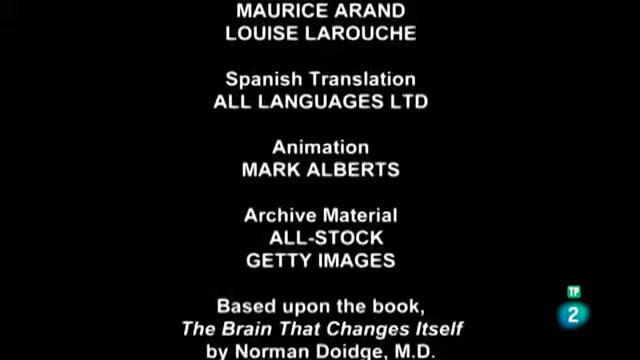 MAURICE ARAND
LOUISE LAROUCHE
Spanish Translation
ALL LANGUAGES LTD
Animation
MARK ALBERTS
Archive Material
ALL-STOCK
GETTY IMAGES
Based upon the book,
The Brain That Changes Itself
by Norman Doidge, M.D.
TP
2